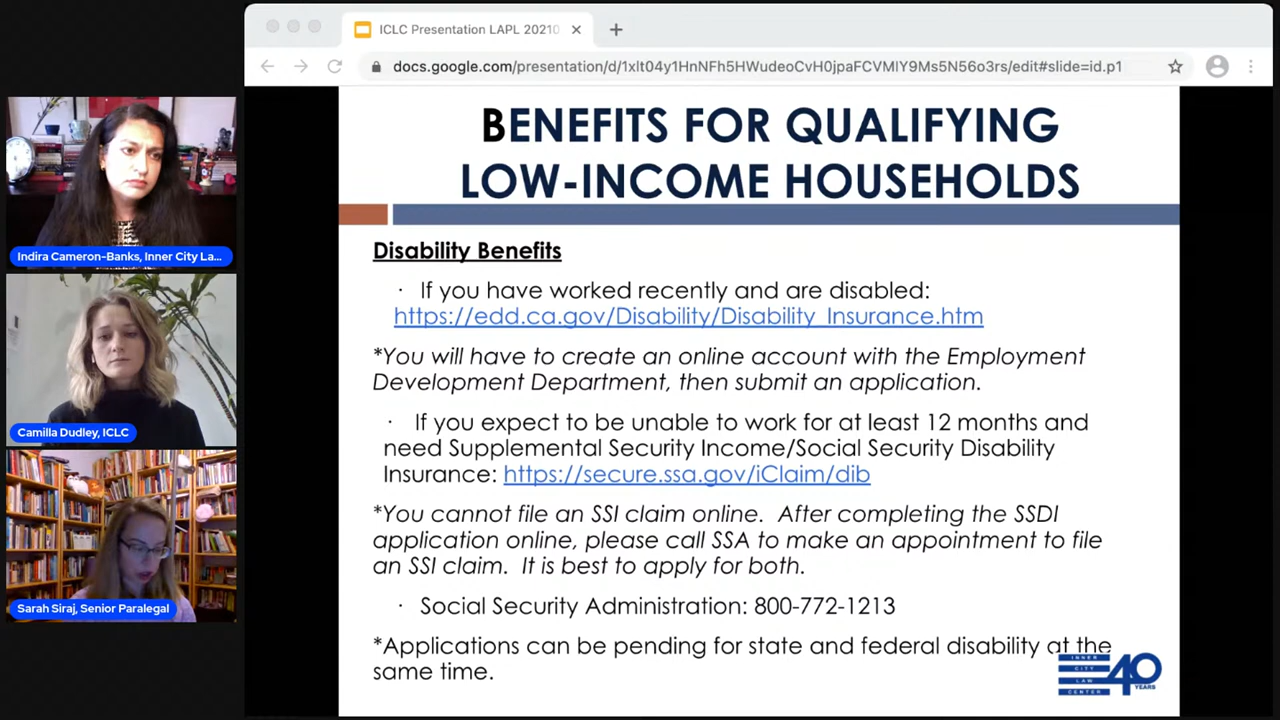 ICLC Presentation LAPL 20210
docs.google.com/presentation/d/1xlt04y1HnNFh5HWudeoCvH0jpaFCVMlY9Ms5N56o3rs/edit#slide=id.p1
BENEFITS FOR QUALIFYING
LOW-INCOME HOUSEHOLDS
Disability Benefits
· If you have worked recently and are disabled:
https://edd.ca.gov/Disability/Disability_Insurance.htm
*You will have to create an online account with the Employment
Development Department, then submit an application.
· If you expect to be unable to work for at least 12 months and
need Supplemental Security Income/Social Security Disability
Insurance: https://secure.ssa.gov/iClaim/dib
*You cannot file an SSI claim online. After completing the SSDI
application online, please call SSA to make an appointment to file
an SSI claim. It is best to apply for both.
· Social Security Administration: 800-772-1213
*Applications can be pending for state and federal disability at the
same time.
INNER
CITY
LAW
CENTER
40
YEARS
Indira Cameron-Banks, Inner City La...
Camilla Dudley, ICLC
Sarah Siraj, Senior Paralegal